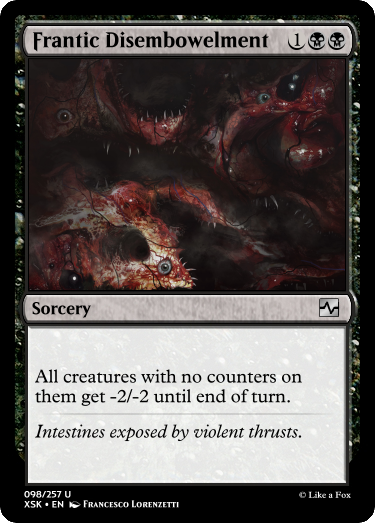 Frantic Disembowelment 1
Sorcery
All creatures with no counters on
them get -2/-2 until end of turn.
Intestines exposed by violent thrusts.
098/257 U
XSK • EN Francesco Lorenzetti
© Like a Fox